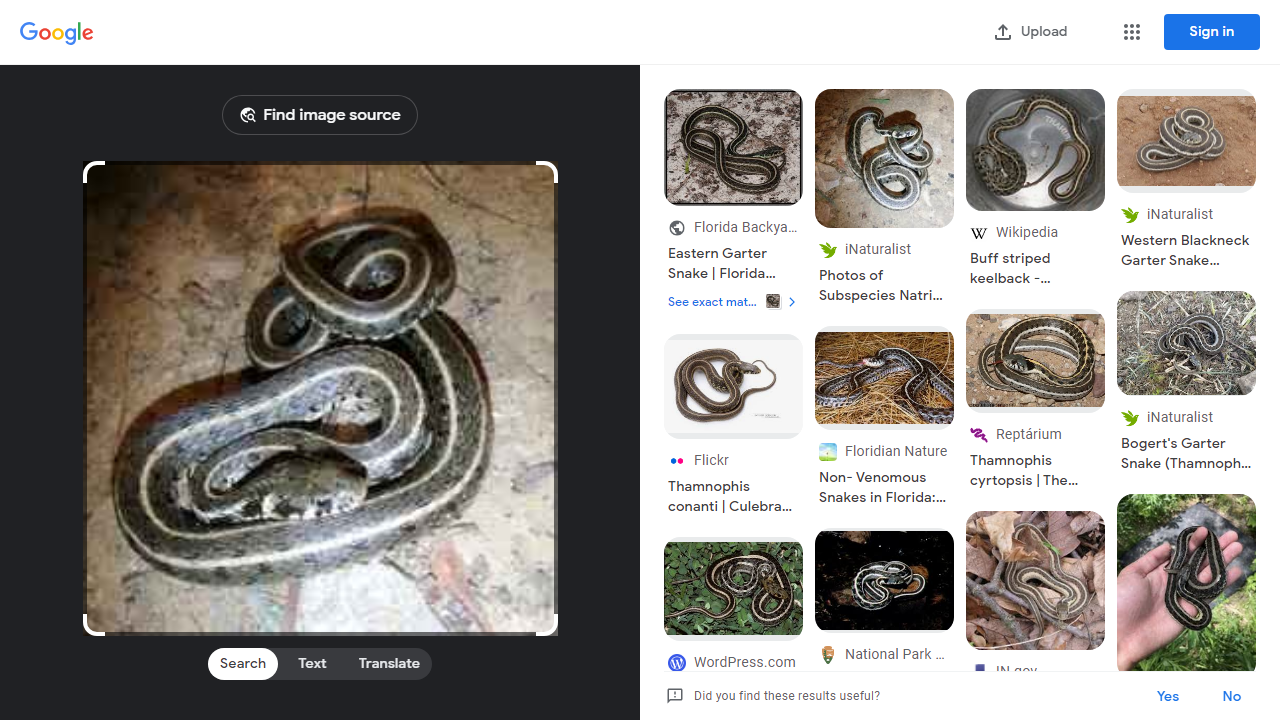 Google
Upload
Sign in
Find image source
Search
Text
Translate
Florida Backya...
Eastern Garter
Snake | Florida...
See exact mat...
Flickr
Thamnophis
conanti | Culebra...
WordPress.com
iNaturalist
Photos of
Subspecies Natri...
Floridian Nature
Non- Venomous
Snakes in Florida:...
National Park ...
Wikipedia
Buff striped
keelback -...
Reptárium
Thamnophis
cyrtopsis | The...
IN.gov
iNaturalist
Western Blackneck
Garter Snake...
iNaturalist
Bogert's Garter
Snake (Thamnoph...
Did you find these results useful?
Yes
No